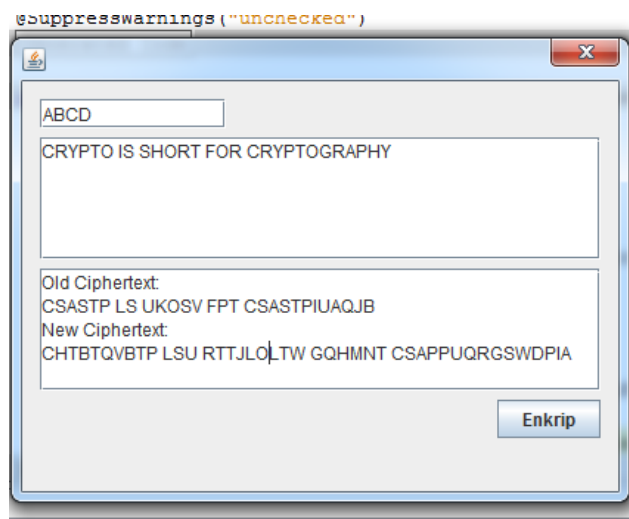 @SuppressWarnings("unchecked")
ABCD
CRYPTO IS SHORT FOR CRYPTOGRAPHY
Old Ciphertext:
CSASTP LS UKOSV FPT CSASTPIUAQJB
New Ciphertext:
CHTBTQVBTP LSU RTTJLOLTW GQHMNT CSAPPUQRGSWDPIA
Enkrip